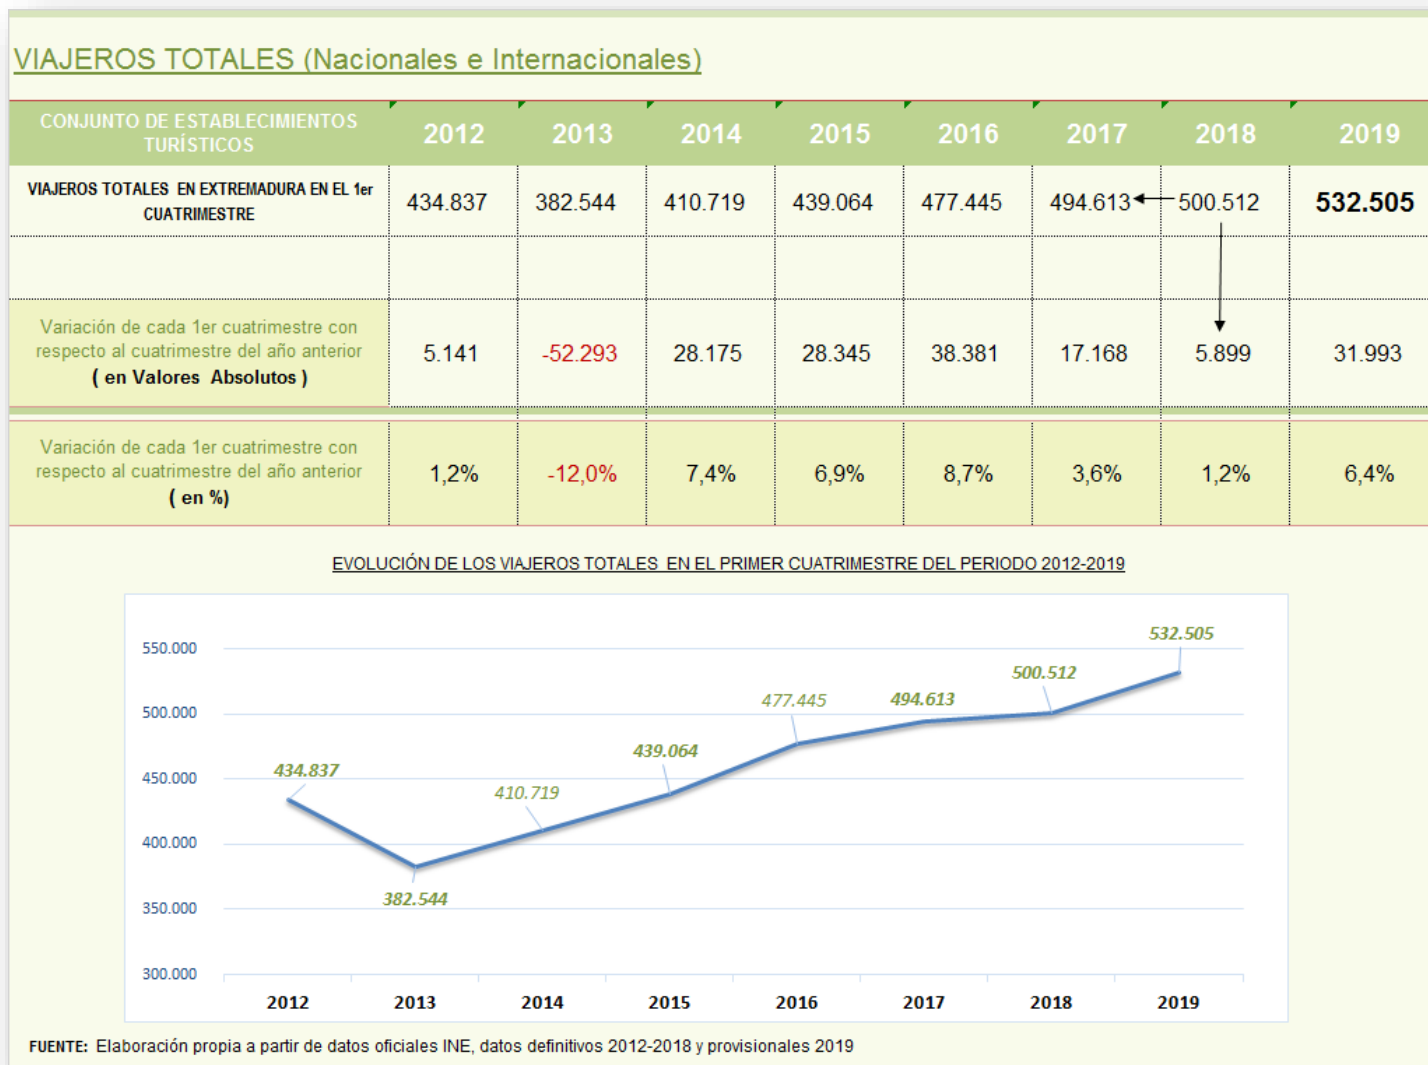 VIAJEROS TOTALES (Nacionales e Internacionales)
CONJUNTO DE ESTABLECIMIENTOS
TURÍSTICOS
2012 2013 2014 2015 2016 2017 2018 2019
VIAJEROS TOTALES EN EXTREMADURA EN EL 1er
CUATRIMESTRE
434.837 382.544 410.719 439.064 477.445 494.613 500.512 532.505
Variación de cada 1er cuatrimestre con
respecto al cuatrimestre del año anterior
( en Valores Absolutos )
5.141 -52.293 28.175 28.345 38.381 17.168 5.899 31.993
Variación de cada 1er cuatrimestre con
respecto al cuatrimestre del año anterior
( en %)
1,2% -12,0% 7,4% 6,9% 8,7% 3,6% 1,2% 6,4%
EVOLUCIÓN DE LOS VIAJEROS TOTALES EN EL PRIMER CUATRIMESTRE DEL PERIODO 2012-2019
550.000
500.000
450.000
400.000
350.000
300.000
434.837
382.544
410.719
439.064
477.445
494.613
500.512
532.505
2012 2013 2014 2015 2016 2017 2018 2019
FUENTE: Elaboración propia a partir de datos oficiales INE, datos definitivos 2012-2018 y provisionales 2019